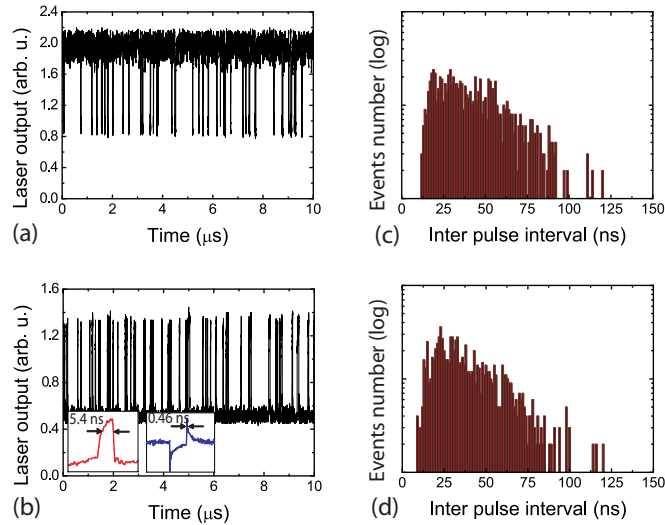 Laser output (arb. u.)
2.4
2.0
1.6
1.2
0.8
0.4
0.0
0 2 4 6 8 10
(a)
Time (μs)
Events number (log)
0 25 50 75 100 125 150
(c)
Inter pulse interval (ns)
Laser output (arb. u.)
1.6
1.2
0.8
0.4
0.0
5.4 ns
0.46 ns
0 2 4 6 8 10
(b)
Time (μs)
Events number (log)
0 25 50 75 100 125 150
(d)
Inter pulse interval (ns)